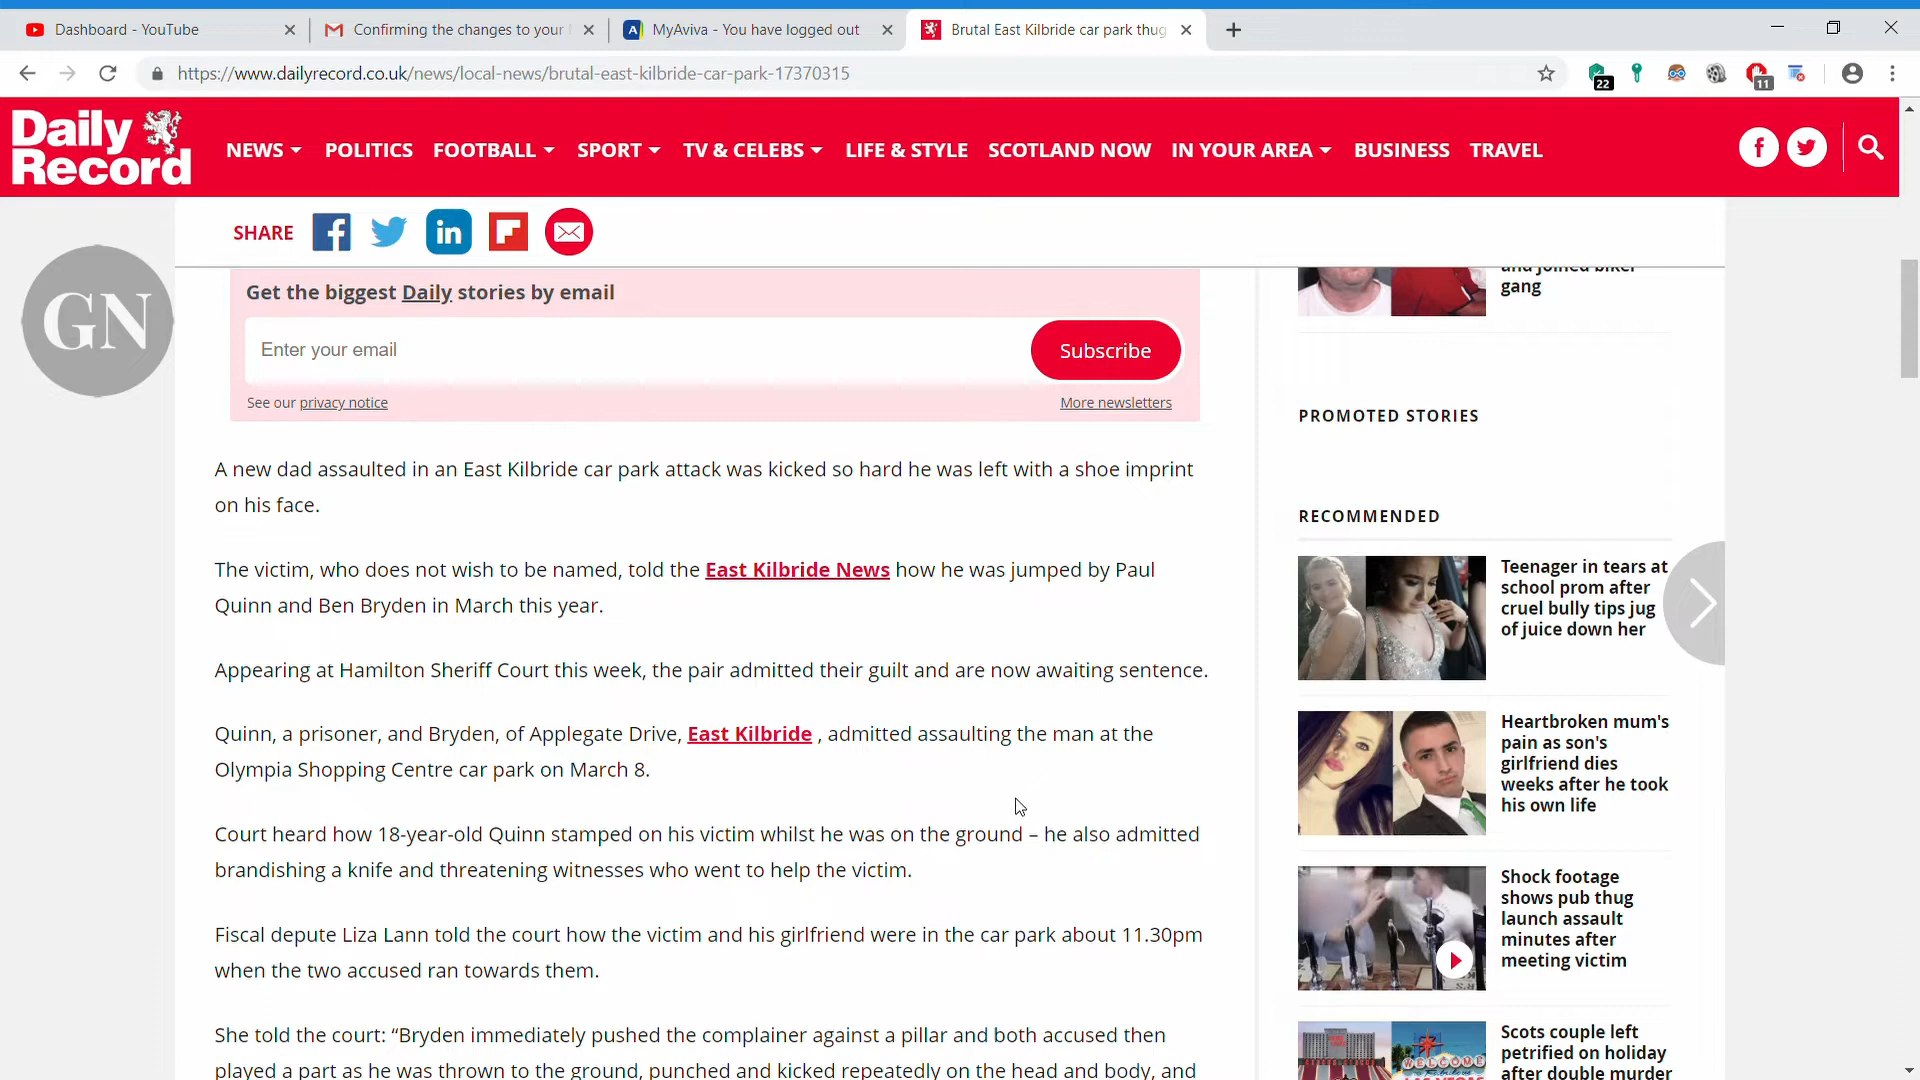 Dashboard - YouTube
Confirming the changes to your
MyAviva - You have logged out
Brutal East Kilbride car park thug
https://www.dailyrecord.co.uk/news/local-news/brutal-east-kilbride-car-park-17370315
22
11
Daily
Record
NEWS
POLITICS
FOOTBALL
SPORT
TV & CELEBS
LIFE & STYLE
SCOTLAND NOW
IN YOUR AREA
BUSINESS
TRAVEL
SHARE
GN
Get the biggest Daily stories by email
Enter your email
Subscribe
See our privacy notice
More newsletters
A new dad assaulted in an East Kilbride car park attack was kicked so hard he was left with a shoe imprint
on his face.
The victim, who does not wish to be named, told the East Kilbride News how he was jumped by Paul
Quinn and Ben Bryden in March this year.
Appearing at Hamilton Sheriff Court this week, the pair admitted their guilt and are now awaiting sentence.
Quinn, a prisoner, and Bryden, of Applegate Drive, East Kilbride , admitted assaulting the man at the
Olympia Shopping Centre car park on March 8.
Court heard how 18-year-old Quinn stamped on his victim whilst he was on the ground – he also admitted
brandishing a knife and threatening witnesses who went to help the victim.
Fiscal depute Liza Lann told the court how the victim and his girlfriend were in the car park about 11.30pm
when the two accused ran towards them.
She told the court: “Bryden immediately pushed the complainer against a pillar and both accused then
played a part as he was thrown to the ground, punched and kicked repeatedly on the head and body, and
and joined biker
gang
PROMOTED STORIES
RECOMMENDED
Teenager in tears at
school prom after
cruel bully tips jug
of juice down her
Heartbroken mum's
pain as son's
girlfriend dies
weeks after he took
his own life
Shock footage
shows pub thug
launch assault
minutes after
meeting victim
Scots couple left
petrified on holiday
after double murder
WELCOME